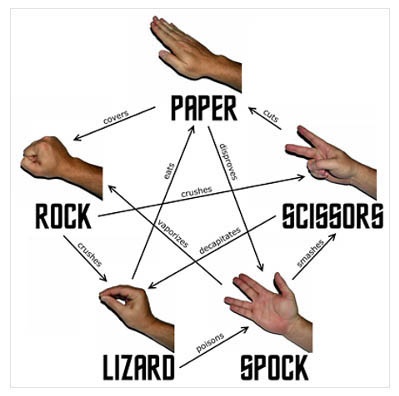 PAPER
covers
cuts
eats
disproves
crushes
ROCK
SCISSORS
vaporizes
decapitates
crushes
smashes
poisons
LIZARD
SPOCK